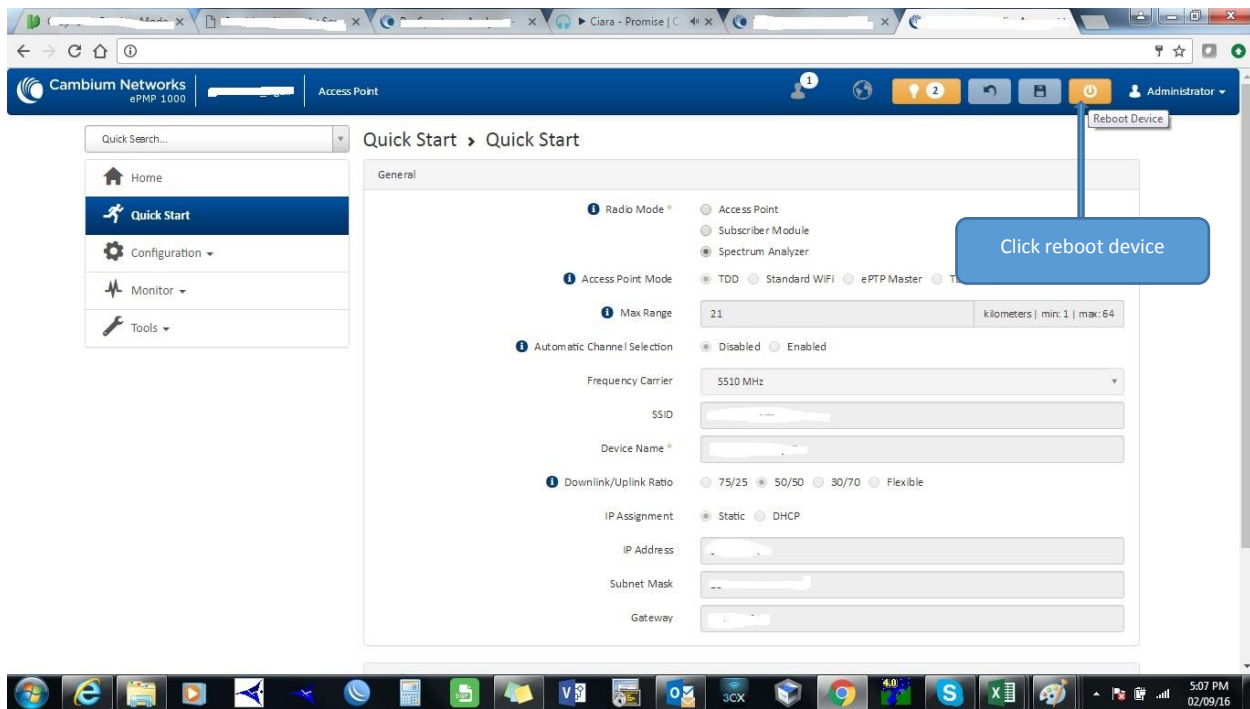 Ciara - Promise | C
Cambium Networks
ePMP 1000
Access Point
1
2
Administrator
Reboot Device
Quick Search...
Home
Quick Start
Configuration
Monitor
Tools
Quick Start > Quick Start
General
Radio Mode *
Access Point
Subscriber Module
Spectrum Analyzer
Click reboot device
Access Point Mode
TDD
Standard WiFi
ePTP Master
Max Range
21
kilometers | min: 1 | max: 64
Automatic Channel Selection
Disabled
Enabled
Frequency Carrier
5510 MHz
SSID
Device Name *
Downlink/Uplink Ratio
75/25
50/50
30/70
Flexible
IP Assignment
Static
DHCP
IP Address
Subnet Mask
Gateway
3CX
4.0
5:07 PM
02/09/16